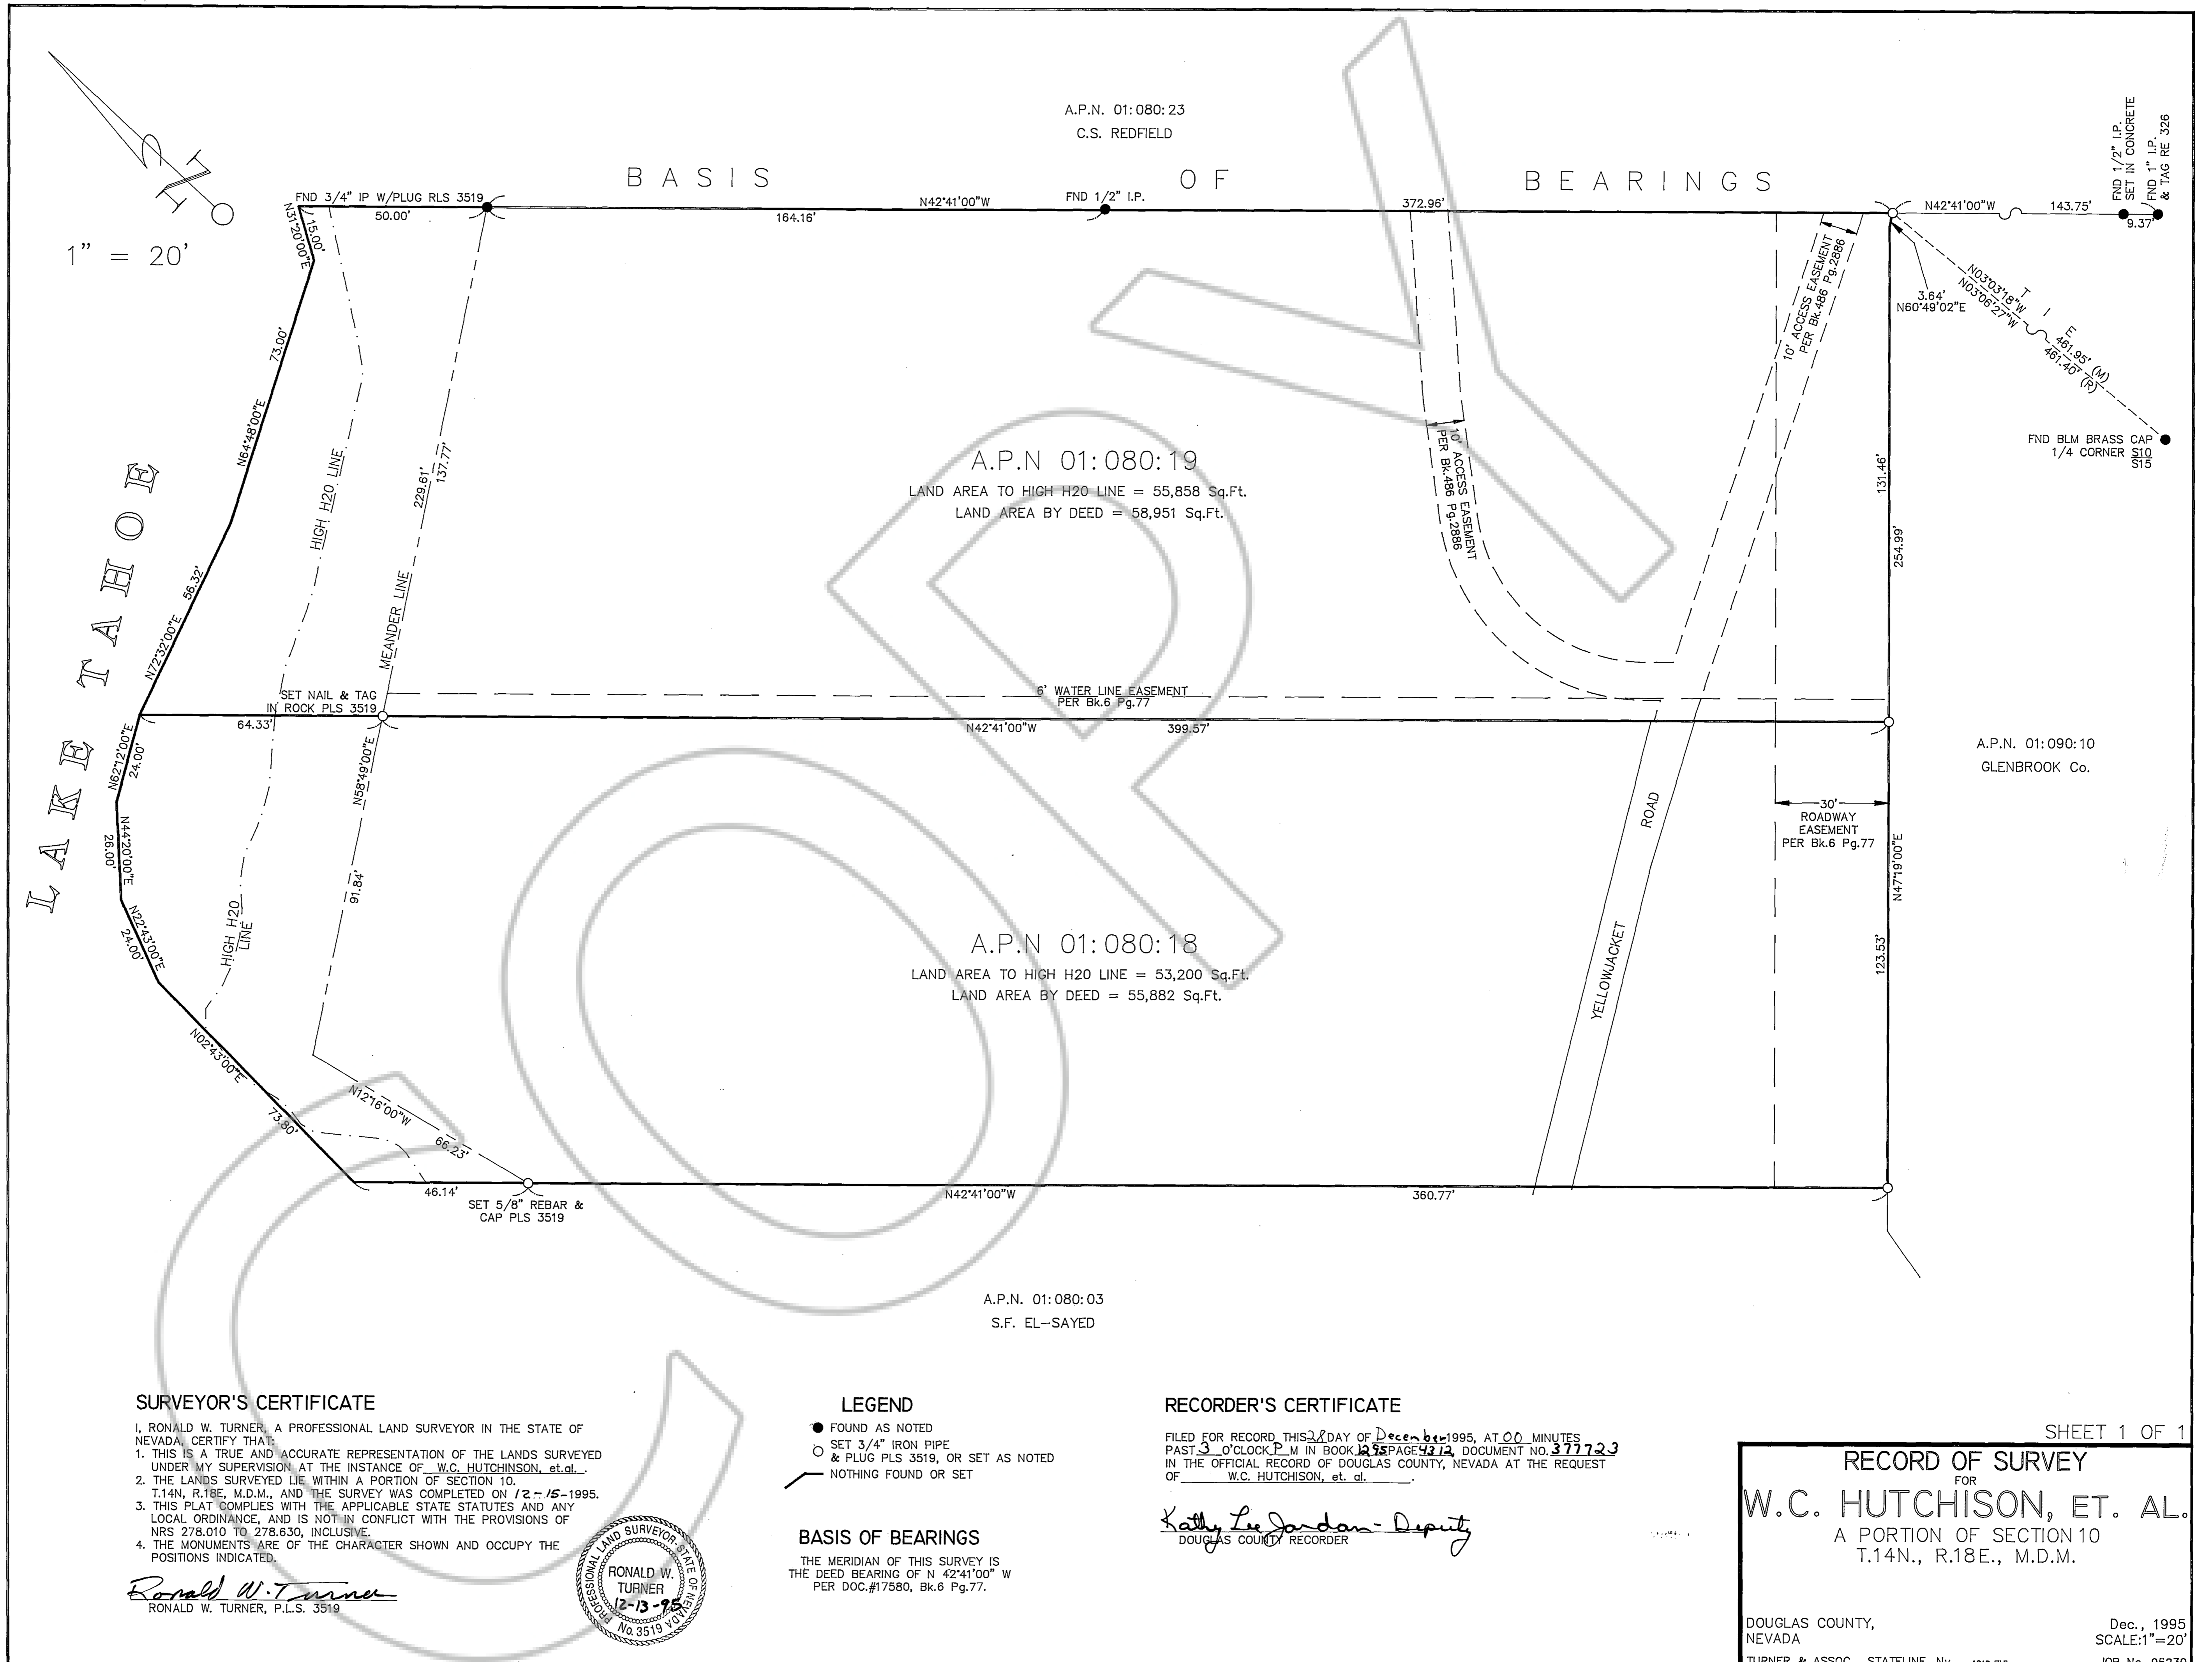 A.P.N. 01:080:23
C.S. REDFIELD
BASIS OF BEARINGS
N
1" = 20'
FND 3/4" IP W/PLUG RLS 3519
50.00'
164.16'
N42°41'00"W
FND 1/2" I.P.
372.96'
N42°41'00"W
143.75'
9.37'
FND 1/2" I.P.
SET IN CONCRETE
FND 1" I.P.
& TAG RE 326
N31°20'00"E
15.00'
73.00'
N64°48'00"E
56.32'
N72°32'00"E
HIGH H20 LINE
229.61'
137.77'
MEANDER LINE
LAKE TAHOE
10' ACCESS EASEMENT
PER Bk.486 Pg.2886
10' ACCESS EASEMENT
PER Bk.486 Pg.2886
3.64'
N60°49'02"E
N03°03'18"W
N03°06'27"W
TIE
461.95' (M)
461.40' (R)
FND BLM BRASS CAP
1/4 CORNER S10
S15
A.P.N 01:080:19
LAND AREA TO HIGH H20 LINE = 55,858 Sq.Ft.
LAND AREA BY DEED = 58,951 Sq.Ft.
131.46'
254.99'
SET NAIL & TAG
IN ROCK PLS 3519
64.33'
6' WATER LINE EASEMENT
PER Bk.6 Pg.77
N42°41'00"W
399.57'
N62°12'00"E
24.00'
N44°20'00"E
26.00'
N22°43'00"E
24.00'
N02°43'00"E
73.80'
HIGH H20
LINE
N58°49'00"E
91.84'
N12°16'00"W
66.23'
A.P.N. 01:090:10
GLENBROOK Co.
30'
ROADWAY
EASEMENT
PER Bk.6 Pg.77
N47°19'00"E
123.53'
YELLOWJACKET ROAD
A.P.N 01:080:18
LAND AREA TO HIGH H20 LINE = 53,200 Sq.Ft.
LAND AREA BY DEED = 55,882 Sq.Ft.
46.14'
SET 5/8" REBAR &
CAP PLS 3519
N42°41'00"W
360.77'
A.P.N. 01:080:03
S.F. EL-SAYED
COPY
SURVEYOR'S CERTIFICATE
I, RONALD W. TURNER, A PROFESSIONAL LAND SURVEYOR IN THE STATE OF
NEVADA, CERTIFY THAT:
1. THIS IS A TRUE AND ACCURATE REPRESENTATION OF THE LANDS SURVEYED
UNDER MY SUPERVISION AT THE INSTANCE OF W.C. HUTCHINSON, et.al. .
2. THE LANDS SURVEYED LIE WITHIN A PORTION OF SECTION 10.
T.14N, R.18E, M.D.M., AND THE SURVEY WAS COMPLETED ON 12-15-1995.
3. THIS PLAT COMPLIES WITH THE APPLICABLE STATE STATUTES AND ANY
LOCAL ORDINANCE, AND IS NOT IN CONFLICT WITH THE PROVISIONS OF
NRS 278.010 TO 278.630, INCLUSIVE.
4. THE MONUMENTS ARE OF THE CHARACTER SHOWN AND OCCUPY THE
POSITIONS INDICATED.
Ronald W. Turner
RONALD W. TURNER, P.L.S. 3519
PROFESSIONAL LAND SURVEYOR-STATE OF NEVADA
RONALD W.
TURNER
12-13-95
No. 3519
LEGEND
FOUND AS NOTED
SET 3/4" IRON PIPE
& PLUG PLS 3519, OR SET AS NOTED
NOTHING FOUND OR SET
BASIS OF BEARINGS
THE MERIDIAN OF THIS SURVEY IS
THE DEED BEARING OF N 42°41'00" W
PER DOC.#17580, Bk.6 Pg.77.
RECORDER'S CERTIFICATE
FILED FOR RECORD THIS 28 DAY OF December 1995, AT 00 MINUTES
PAST 3 O'CLOCK P M IN BOOK 1295 PAGE 4312, DOCUMENT NO. 377723
IN THE OFFICIAL RECORD OF DOUGLAS COUNTY, NEVADA AT THE REQUEST
OF W.C. HUTCHISON, et. al. .
Kathy Lee Jordan - Deputy
DOUGLAS COUNTY RECORDER
SHEET 1 OF 1
RECORD OF SURVEY
FOR
W.C. HUTCHISON, ET. AL.
A PORTION OF SECTION 10
T.14N., R.18E., M.D.M.
DOUGLAS COUNTY,
NEVADA
Dec., 1995
SCALE:1"=20'
TURNER & ASSOC., STATELINE, Nv.
JOB No. 95230